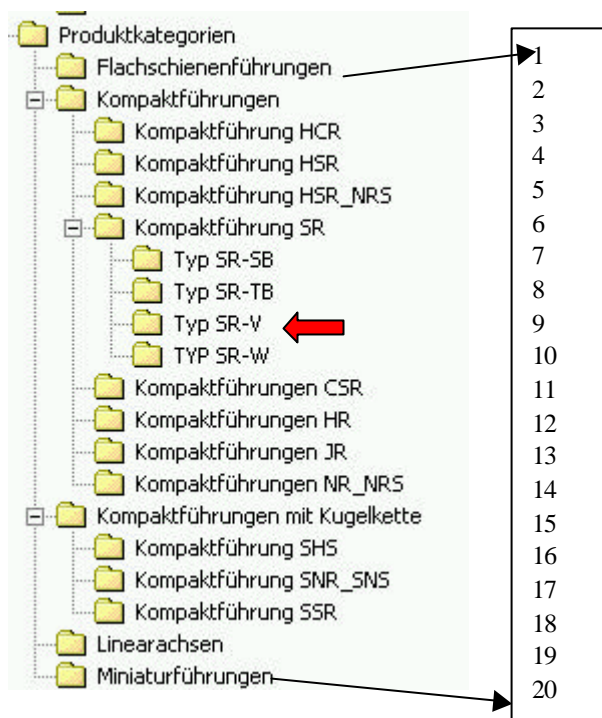 Produktkategorien
Flachschienenführungen
Kompaktführungen
Kompaktführung HCR
Kompaktführung HSR
Kompaktführung HSR_NRS
Kompaktführung SR
Typ SR-SB
Typ SR-TB
Typ SR-V
TYP SR-W
Kompaktführungen CSR
Kompaktführungen HR
Kompaktführungen JR
Kompaktführungen NR_NRS
Kompaktführungen mit Kugelkette
Kompaktführung SHS
Kompaktführung SNR_SNS
Kompaktführung SSR
Linearachsen
Miniaturführungen
1
2
3
4
5
6
7
8
9
10
11
12
13
14
15
16
17
18
19
20